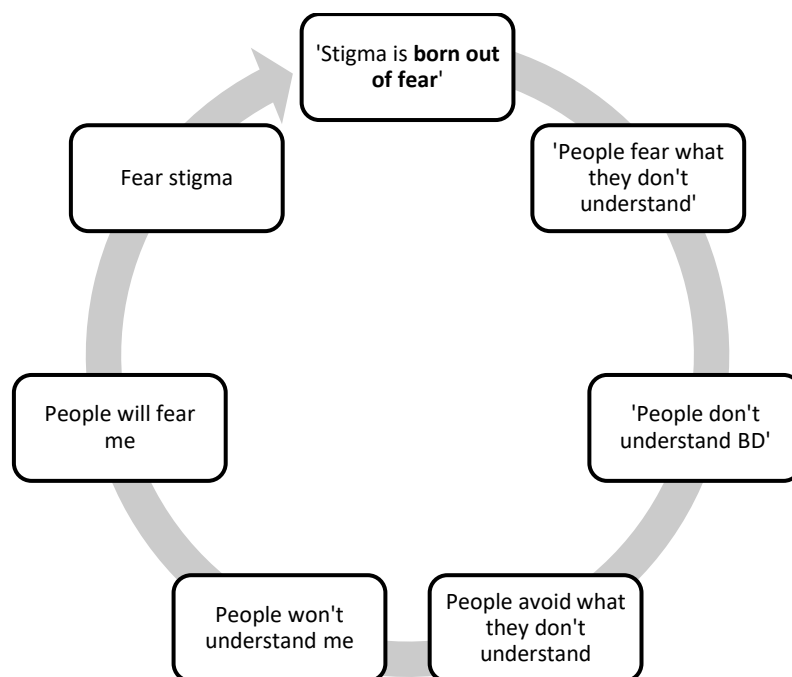 'Stigma is born out
of fear'
'People fear what
they don't
understand'
'People don't
understand BD'
People avoid what
they don't
understand
People won't
understand me
People will fear
me
Fear stigma